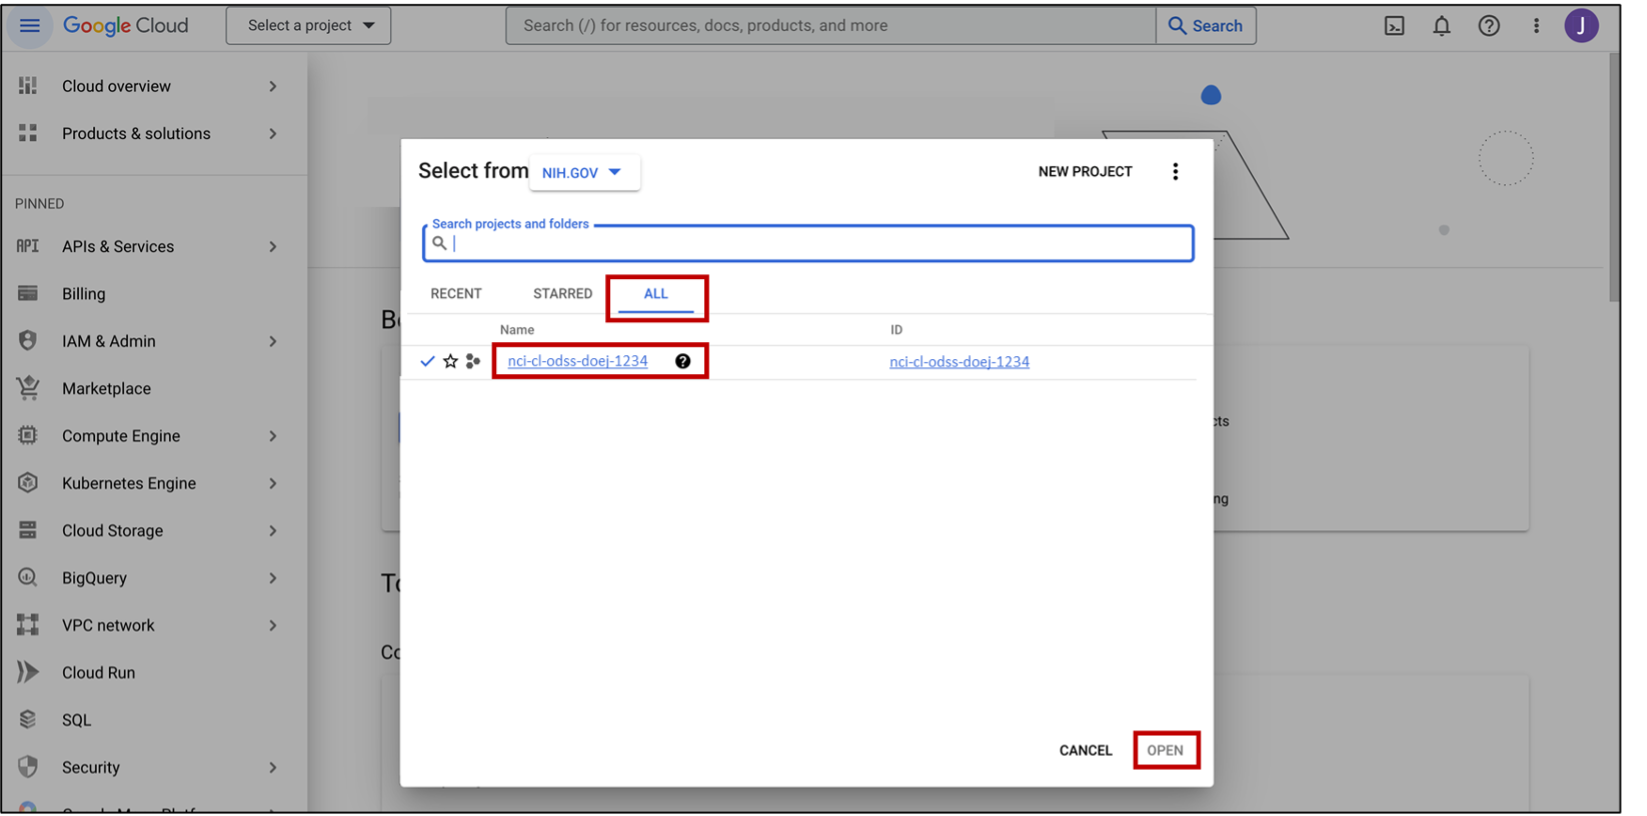 Google Cloud
Select a project
Search (/) for resources, docs, products, and more
Search
J
Cloud overview
Products & solutions
PINNED
API APIs & Services
Billing
IAM & Admin
Marketplace
Compute Engine
Kubernetes Engine
Cloud Storage
BigQuery
VPC network
Cloud Run
SQL
Security
Select from NIH.GOV
NEW PROJECT
Search projects and folders
RECENT STARRED ALL
Name ID
nci-cl-odss-doej-1234 nci-cl-odss-doej-1234
CANCEL OPEN